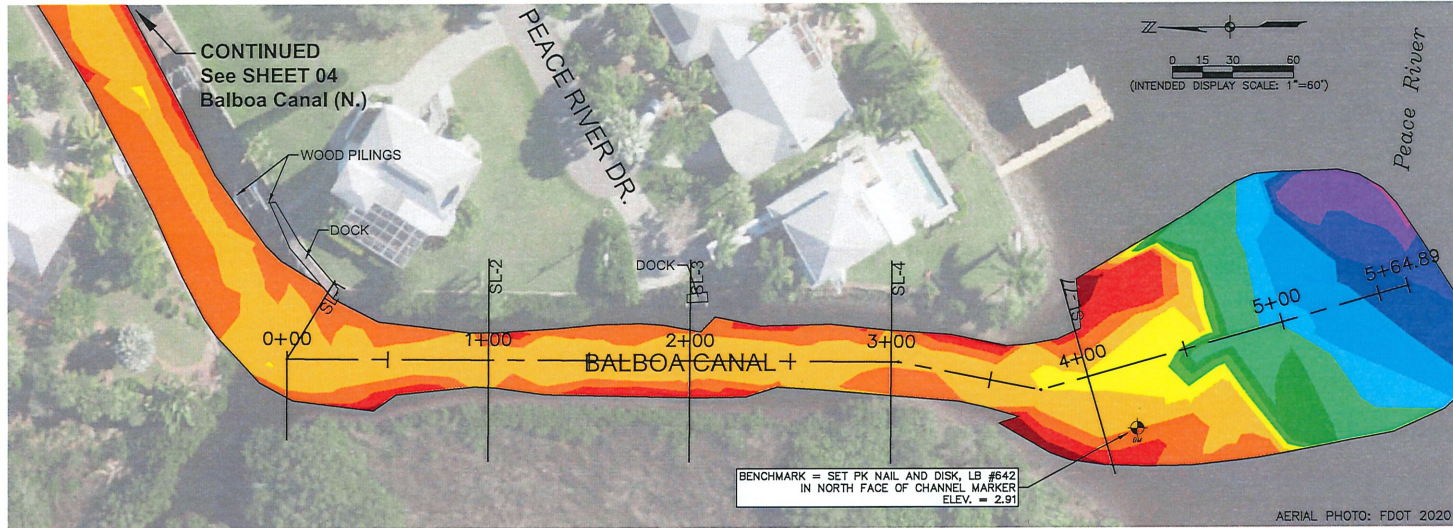 CONTINUED
See SHEET 04
Balboa Canal (N.)
PEACE RIVER DR.
0 15 30 60
(INTENDED DISPLAY SCALE: 1"=60')
Peace River
WOOD PILINGS
DOCK
SL-2
DOCK
SL-4
0+00
1+00
2+00
3+00
4+00
5+00
5+64.89
BALBOA CANAL
BENCHMARK = SET PK NAIL AND DISK, LB #642
IN NORTH FACE OF CHANNEL MARKER
ELEV. = 2.91
AERIAL PHOTO: FDOT 2020